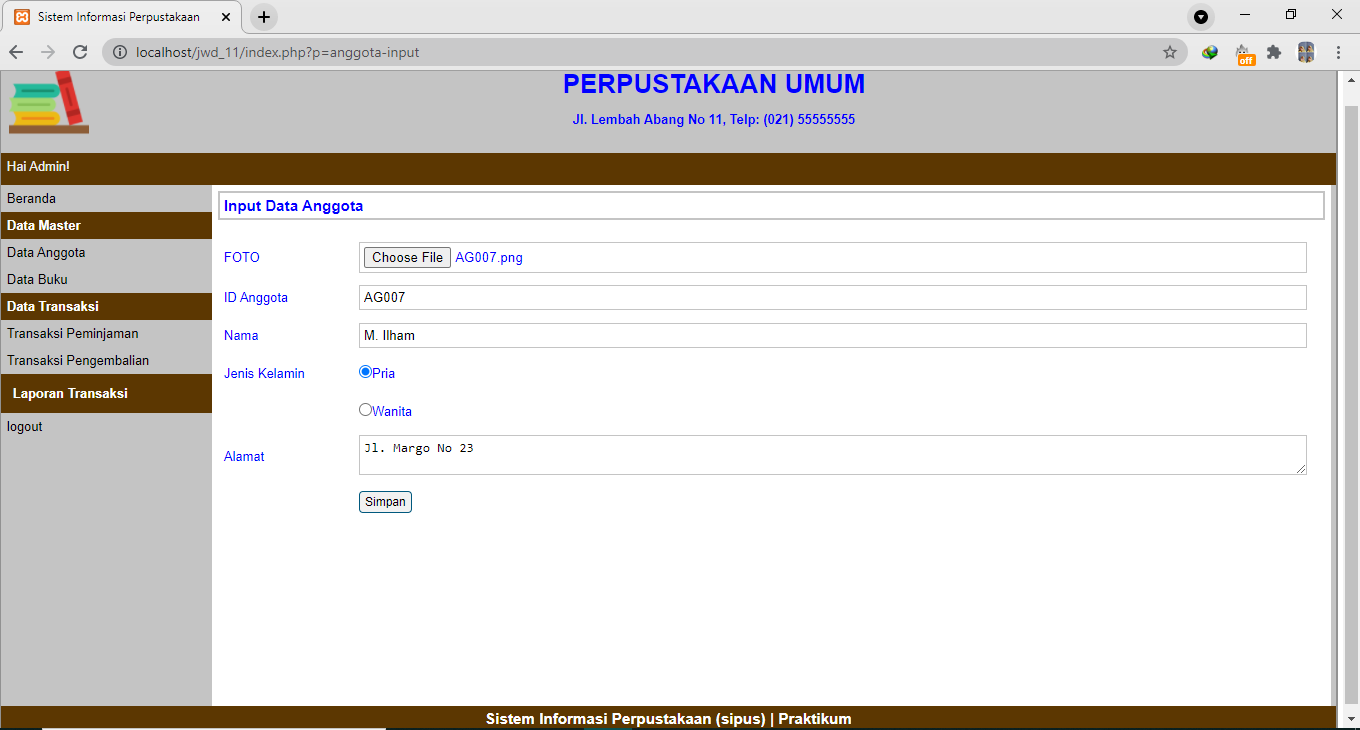 Sistem Informasi Perpustakaan
localhost/jwd_11/index.php?p=anggota-input
off
PERPUSTAKAAN UMUM
Jl. Lembah Abang No 11, Telp: (021) 55555555
Hai Admin!
Beranda
Data Master
Data Anggota
Data Buku
Data Transaksi
Transaksi Peminjaman
Transaksi Pengembalian
Laporan Transaksi
logout
Input Data Anggota
FOTO Choose File AG007.png
ID Anggota AG007
Nama M. Ilham
Jenis Kelamin Pria
Wanita
Alamat Jl. Margo No 23
Simpan
Sistem Informasi Perpustakaan (sipus) | Praktikum